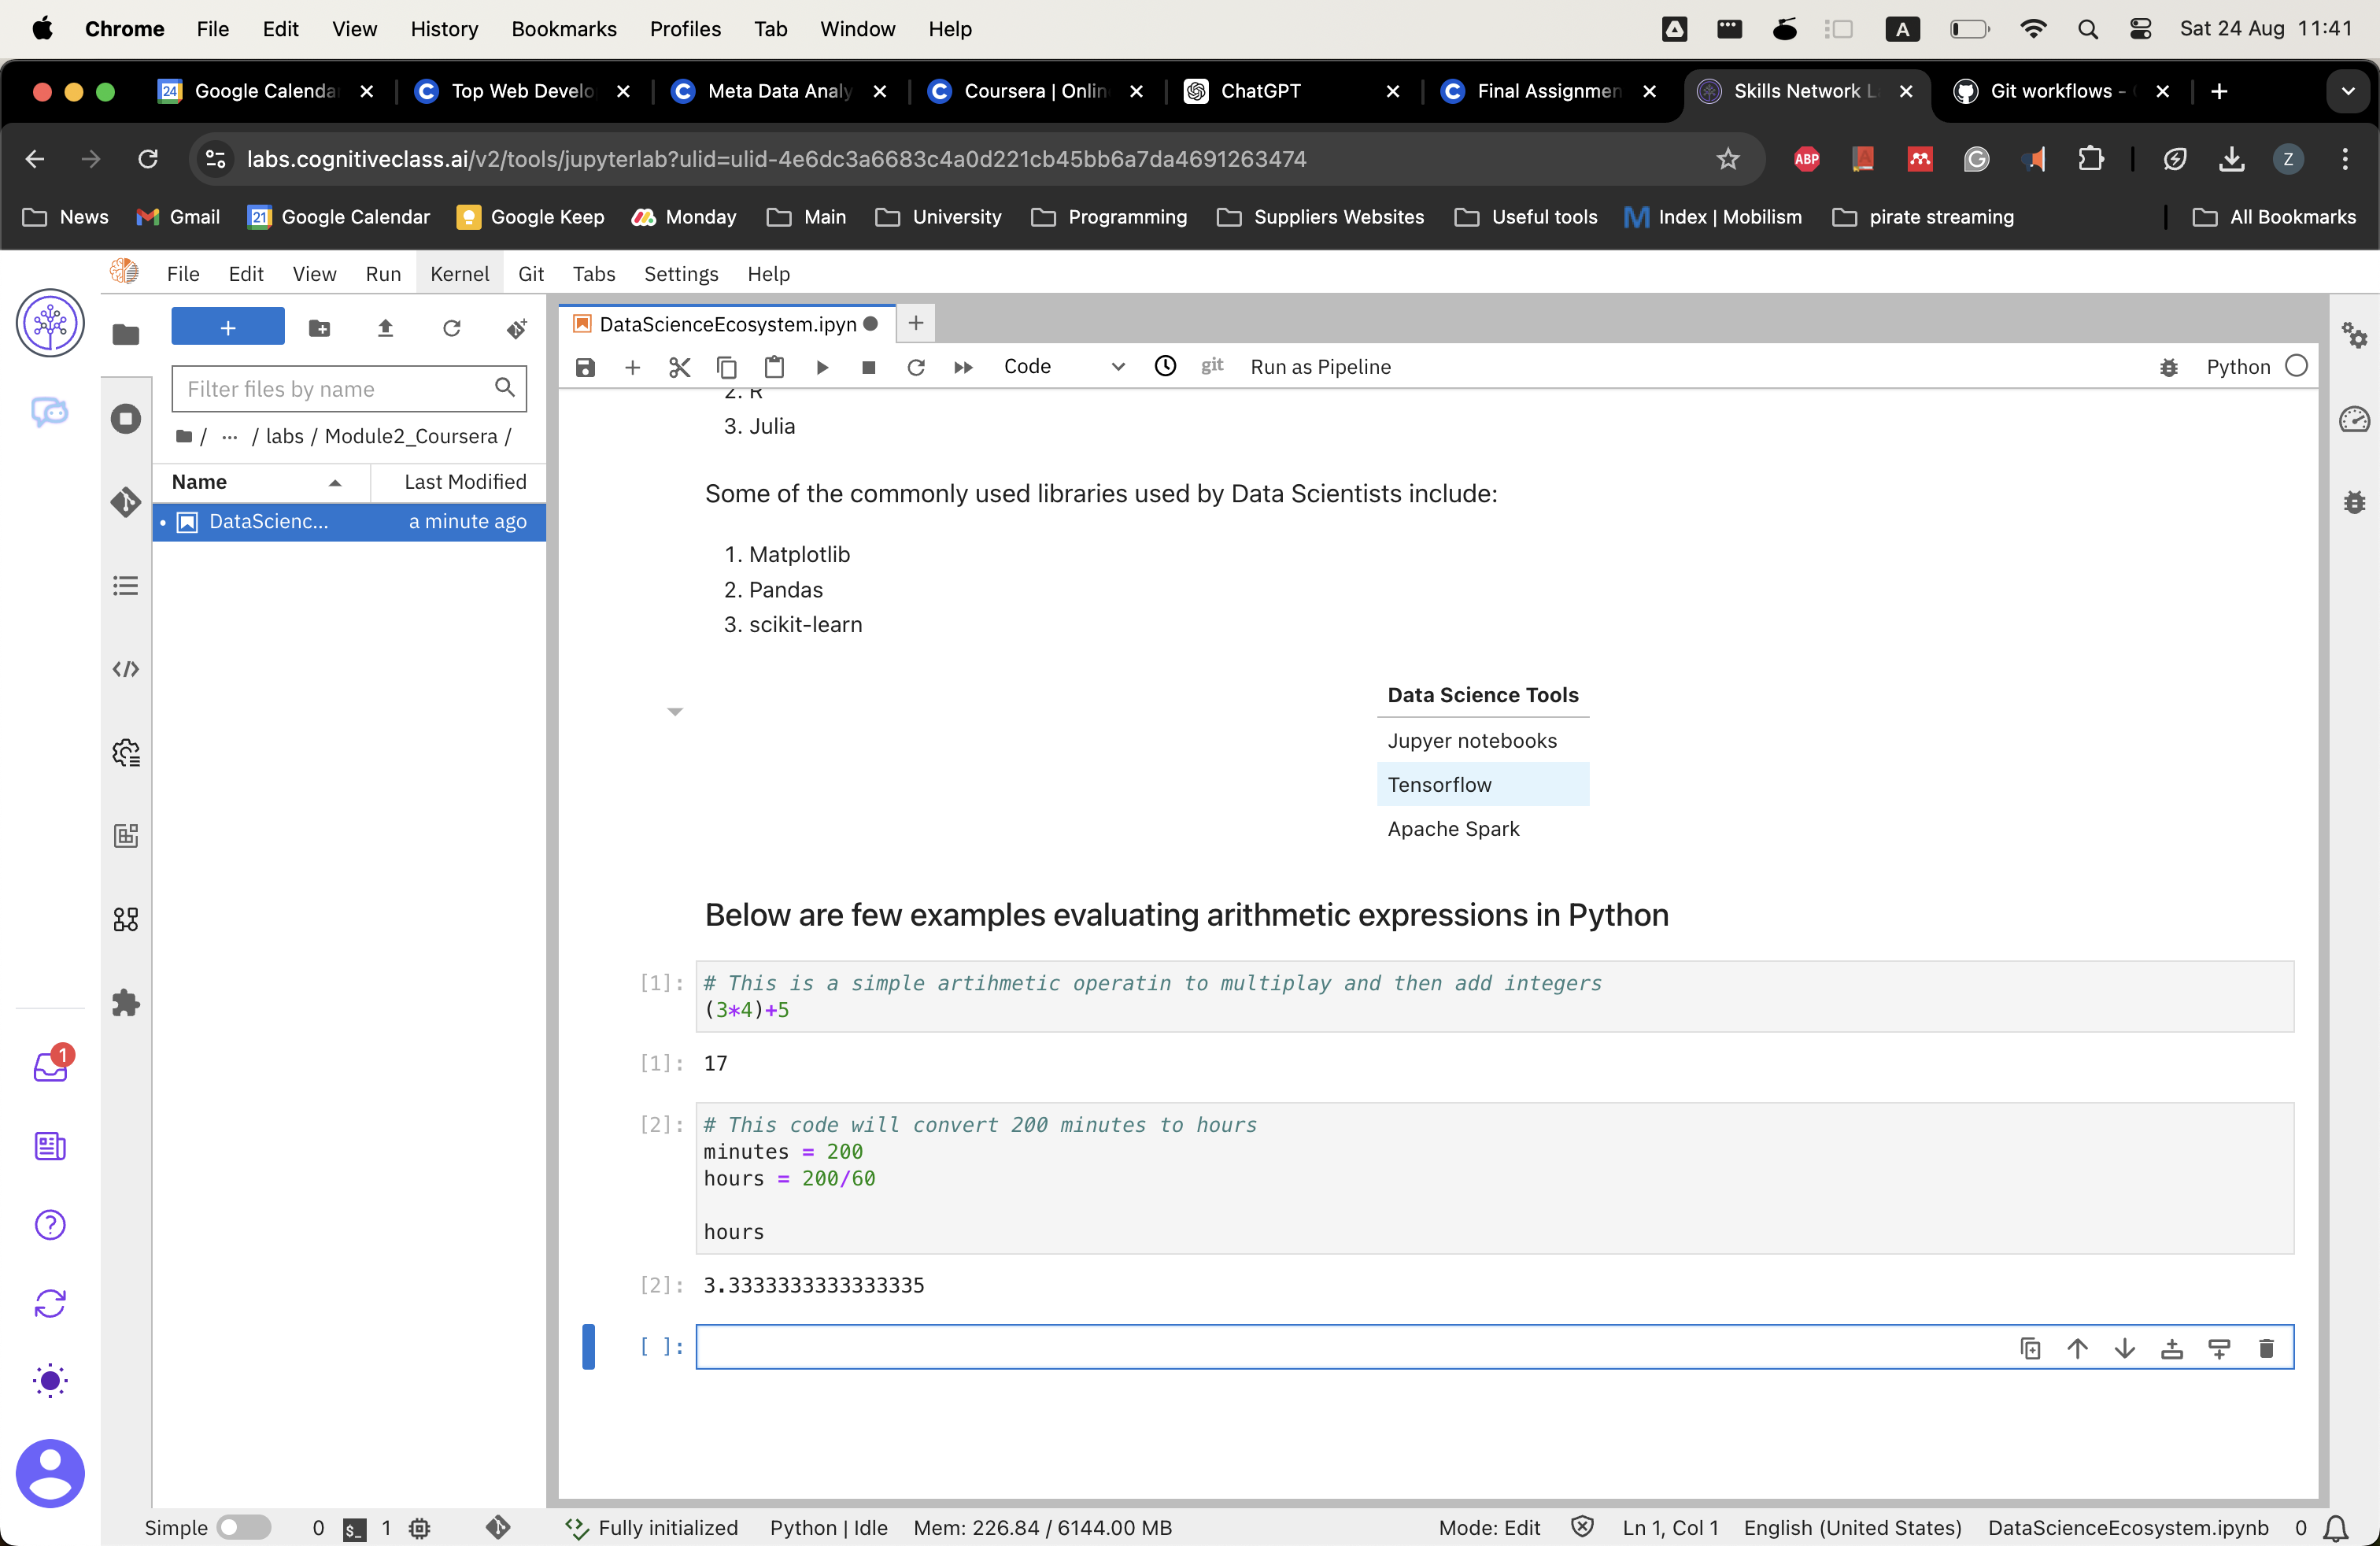 Chrome File Edit View History Bookmarks Profiles Tab Window Help A Sat 24 Aug 11:41
24 Google Calenda Top Web Develo Meta Data Analy Coursera | Onlin ChatGPT Final Assignmen Skills Network L Git workflows -
labs.cognitiveclass.ai/v2/tools/jupyterlab?ulid=ulid-4e6dc3a6683c4a0d221cb45bb6a7da4691263474 ABP Z
News Gmail 21 Google Calendar Google Keep Monday Main University Programming Suppliers Websites Useful tools Index | Mobilism pirate streaming All Bookmarks
File Edit View Run Kernel Git Tabs Settings Help
DataScienceEcosystem.ipyn
Code git Run as Pipeline Python
Filter files by name
/ ... / labs / Module2_Coursera /
Name Last Modified
DataScienc... a minute ago
2. R
3. Julia
Some of the commonly used libraries used by Data Scientists include:
1. Matplotlib
2. Pandas
3. scikit-learn
Data Science Tools
Jupyer notebooks
Tensorflow
Apache Spark
Below are few examples evaluating arithmetic expressions in Python
[1]: # This is a simple artihmetic operatin to multiplay and then add integers
(3*4)+5
[1]: 17
[2]: # This code will convert 200 minutes to hours
minutes = 200
hours = 200/60
hours
[2]: 3.3333333333333335
[ ]:
1
Simple 0 $_ 1 Fully initialized Python | Idle Mem: 226.84 / 6144.00 MB Mode: Edit Ln 1, Col 1 English (United States) DataScienceEcosystem.ipynb 0